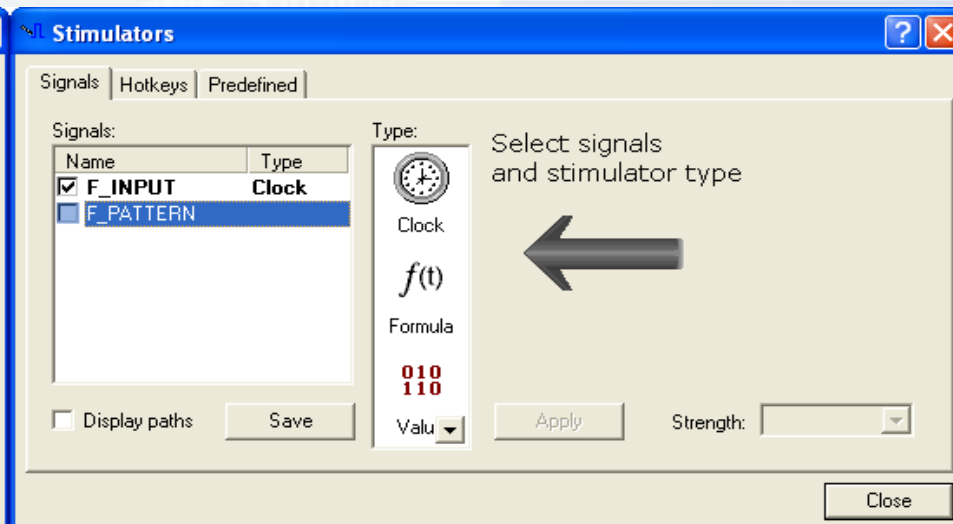 Stimulators
Signals Hotkeys Predefined
Signals:
Name Type
F_INPUT Clock
F_PATTERN
Display paths Save
Type:
Clock
f(t)
Formula
010
110
Valu
Select signals
and stimulator type
Apply Strength:
Close